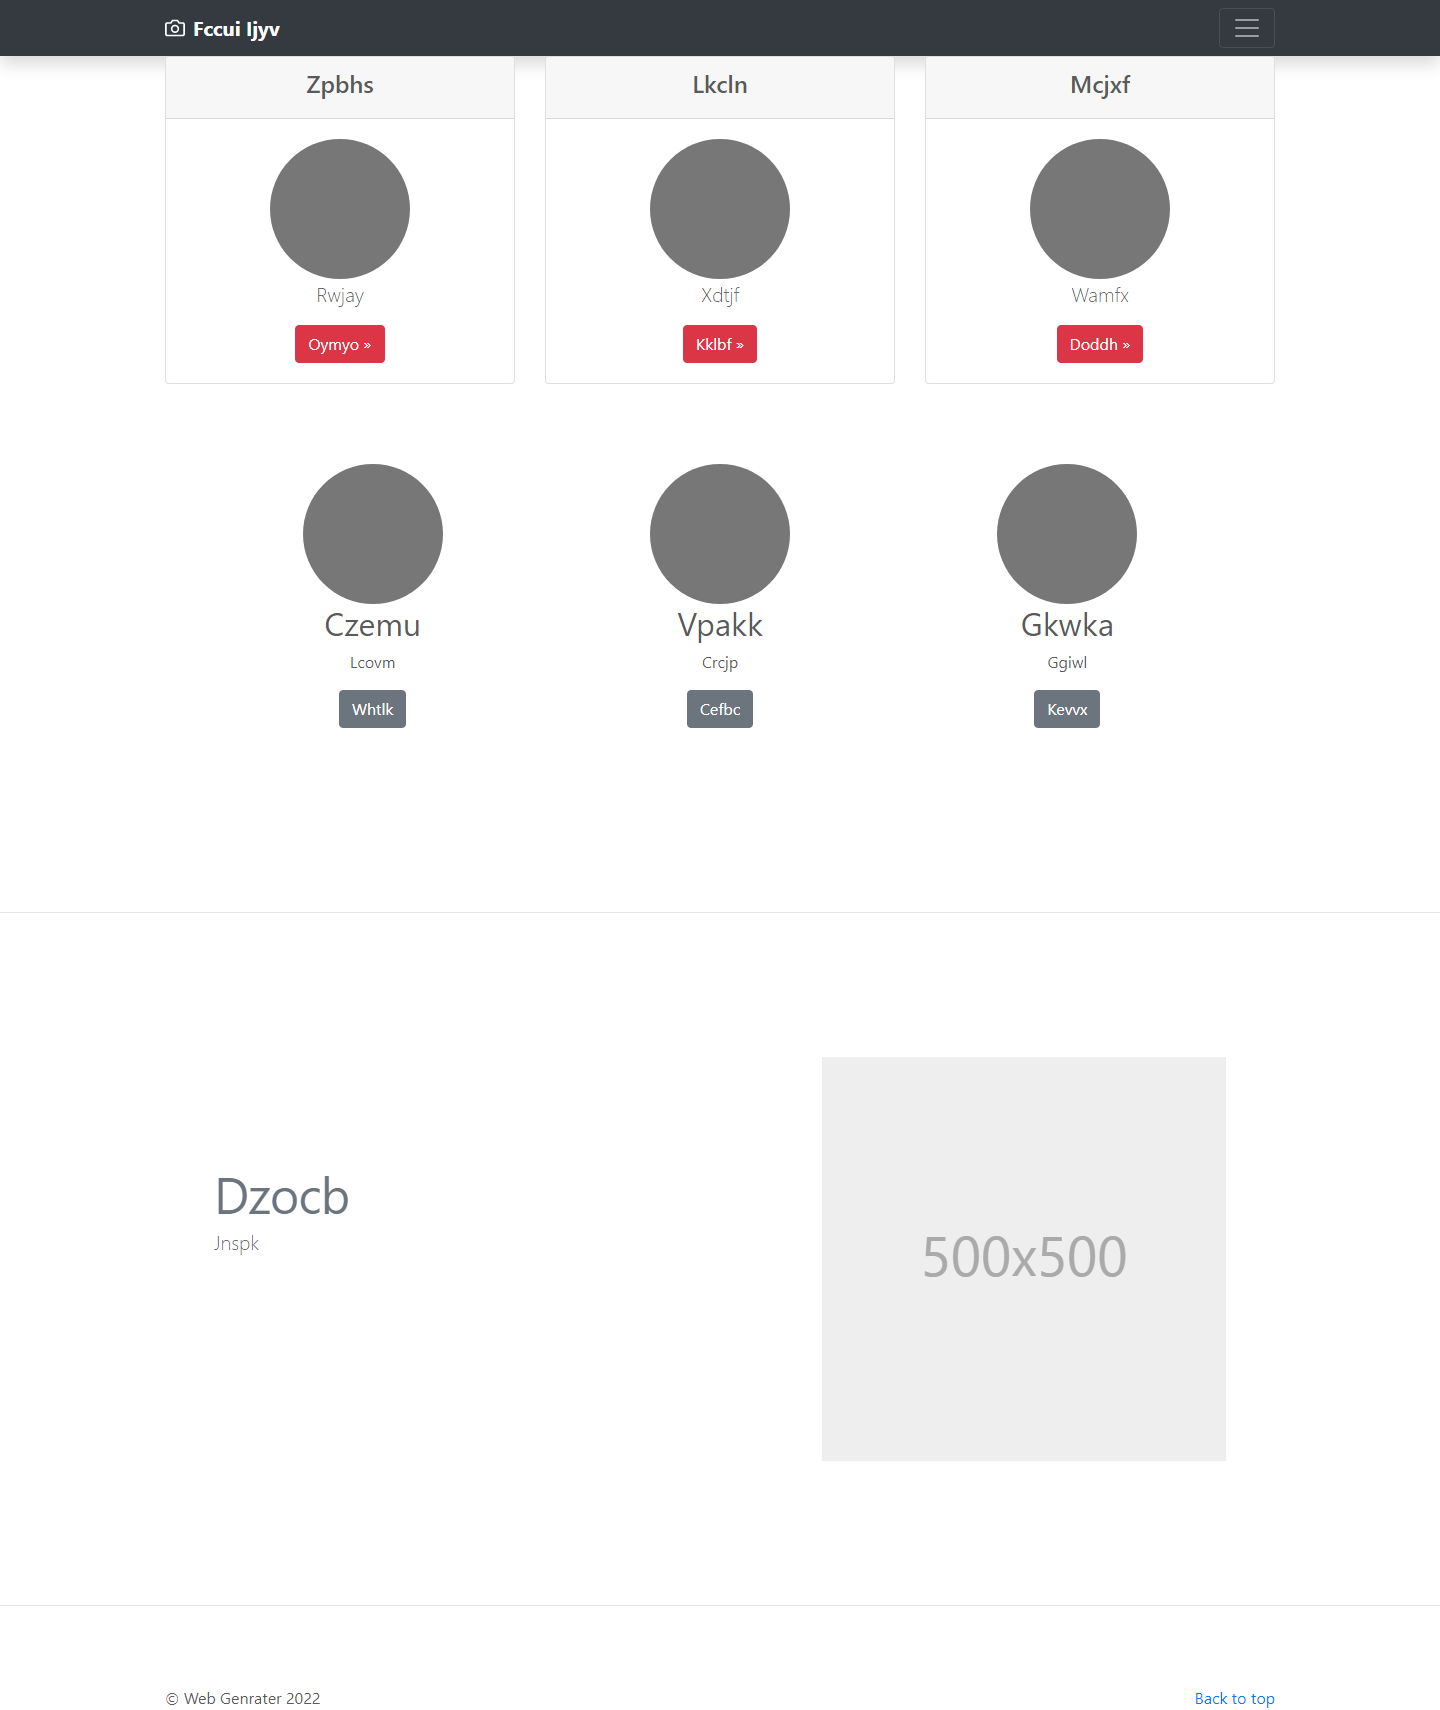 Fccui Ijyv
Zpbhs
Lkcln
Mcjxf
Rwjay
Xdtjf
Wamfx
Oymyo »
Kklbf »
Doddh »
Czemu
Vpakk
Gkwka
Lcovm
Crcjp
Ggiwl
Whtlk
Cefbc
Kevvx
Dzocb
Jnspk
500x500
© Web Genrater 2022
Back to top